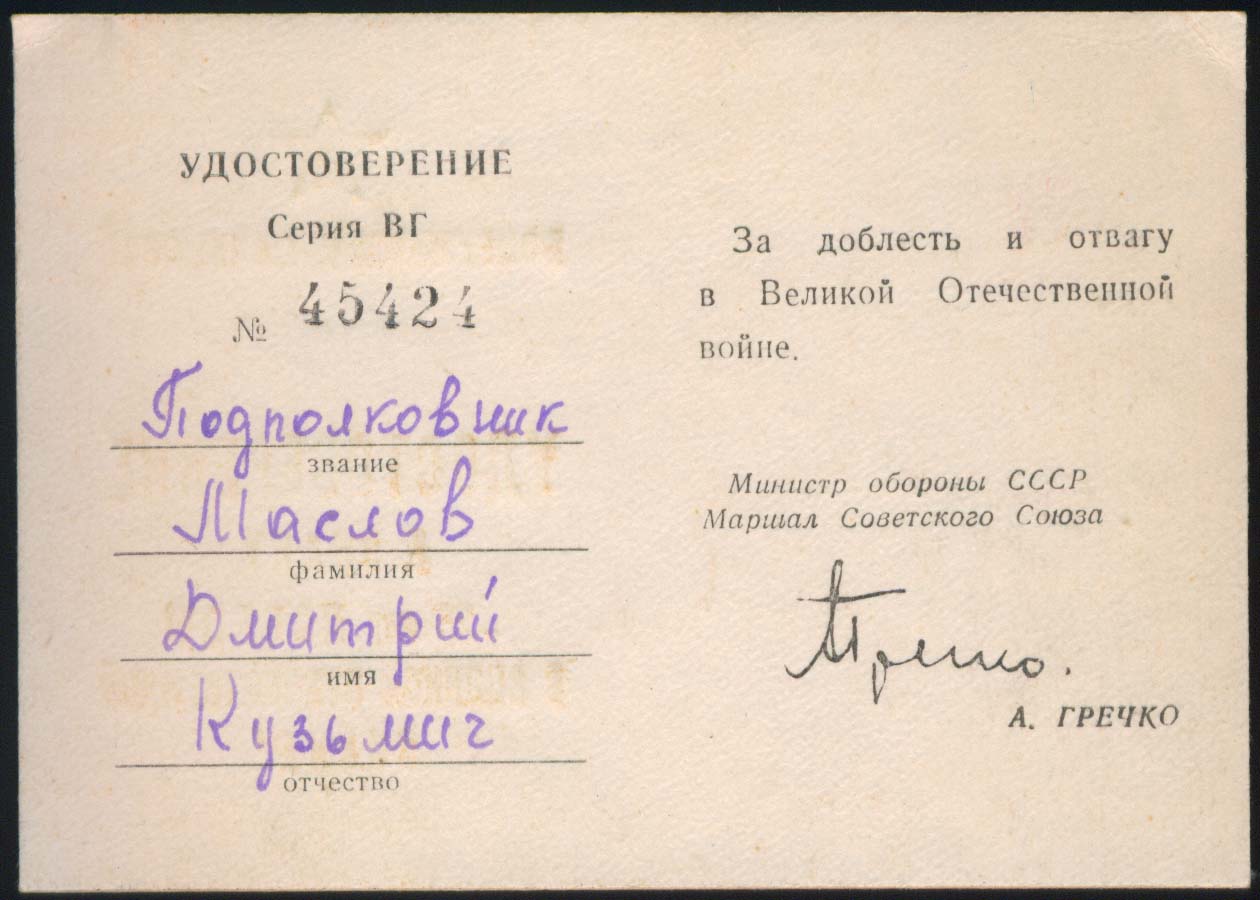 УДОСТОВЕРЕНИЕ
Серия ВГ
№ 45424
Подполковник
звание
Маслов
фамилия
Дмитрий
имя
Кузьмич
отчество
За доблесть и отвагу
в Великой Отечественной
войне.
Министр обороны СССР
Маршал Советского Союза
Гречко.
А. ГРЕЧКО